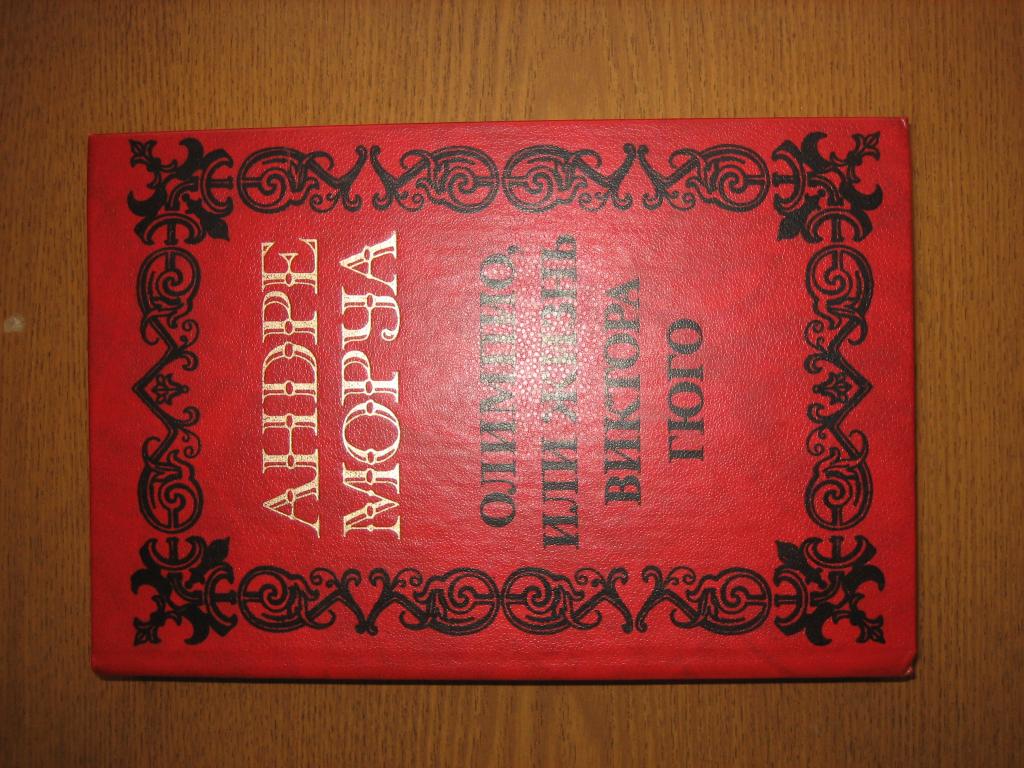 АНДРЕ
МОРУА
ОЛИМПИО,
ИЛИ ЖИЗНЬ
ВИКТОРА
ГЮГО